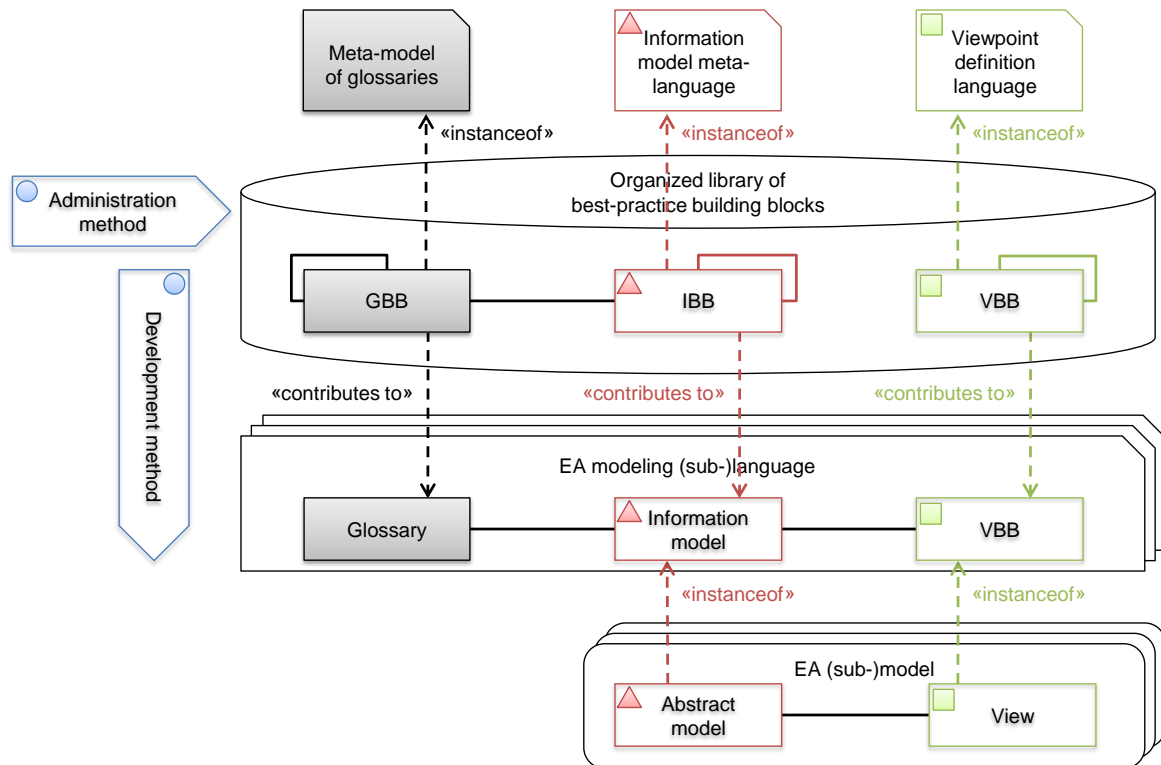 Meta-model
of glossaries
Information
model meta-
language
Viewpoint
definition
language
«instanceof»
«instanceof»
«instanceof»
Administration
method
Organized library of
best-practice building blocks
GBB
IBB
VBB
Development method
«contributes to»
«contributes to»
«contributes to»
EA modeling (sub-)language
Glossary
Information
model
VBB
«instanceof»
«instanceof»
EA (sub-)model
Abstract
model
View